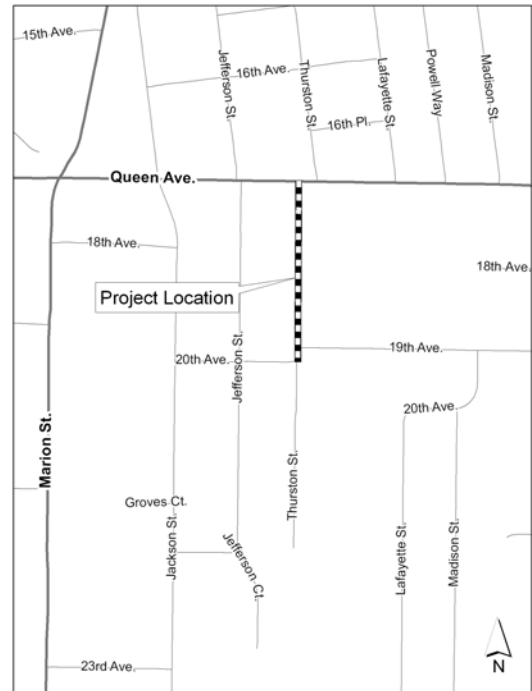 15th Ave.
Jefferson St.
16th Ave.
Thurston St.
Lafayette St.
Powell Way
Madison St.
16th Pl.
Queen Ave.
18th Ave.
18th Ave.
Project Location
Jefferson St.
20th Ave.
19th Ave.
20th Ave.
Marion St.
Thurston St.
Groves Ct.
Jackson St.
Jefferson Ct.
Lafayette St.
Madison St.
23rd Ave.
N